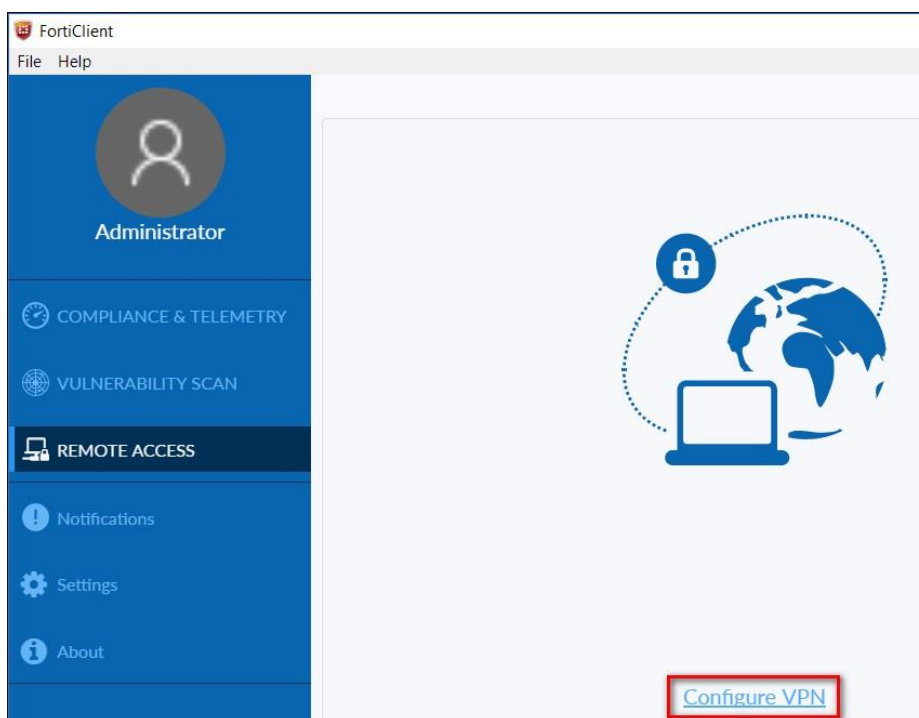 FortiClient
File Help
Administrator
COMPLIANCE & TELEMETRY
VULNERABILITY SCAN
REMOTE ACCESS
Notifications
Settings
About
Configure VPN